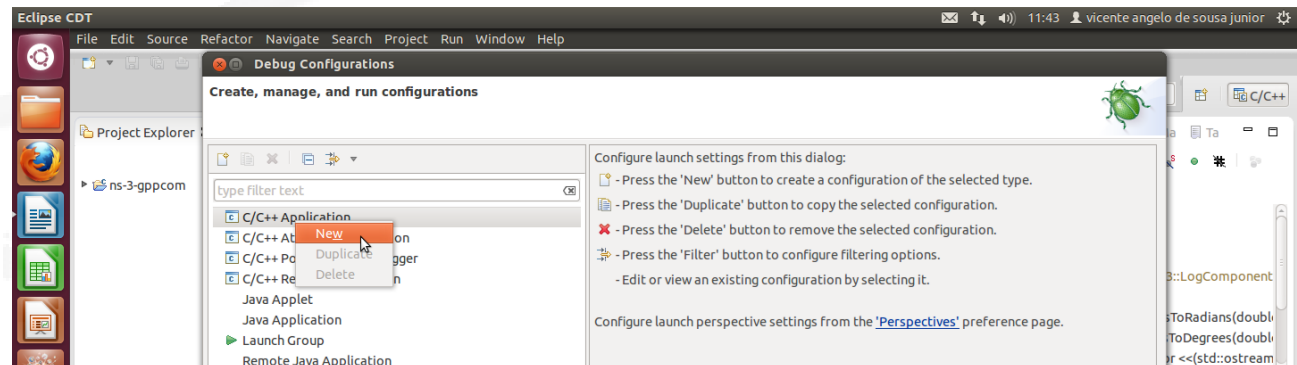 Eclipse CDT 11:43 vicente angelo de sousa junior
File Edit Source Refactor Navigate Search Project Run Window Help
Debug Configurations
Create, manage, and run configurations
C/C++
Project Explorer
Ta
ns-3-gppcom
type filter text
C/C++ Application
C/C++ At on
C/C++ Po gger
C/C++ Re n
Java Applet
Java Application
Launch Group
Remote Java Application
New
Duplicate
Delete
Configure launch settings from this dialog:
- Press the 'New' button to create a configuration of the selected type.
- Press the 'Duplicate' button to copy the selected configuration.
- Press the 'Delete' button to remove the selected configuration.
- Press the 'Filter' button to configure filtering options.
- Edit or view an existing configuration by selecting it.
Configure launch perspective settings from the 'Perspectives' preference page.
3::LogComponent
sToRadians(doubl
ToDegrees(doubl
or <<(std::ostream